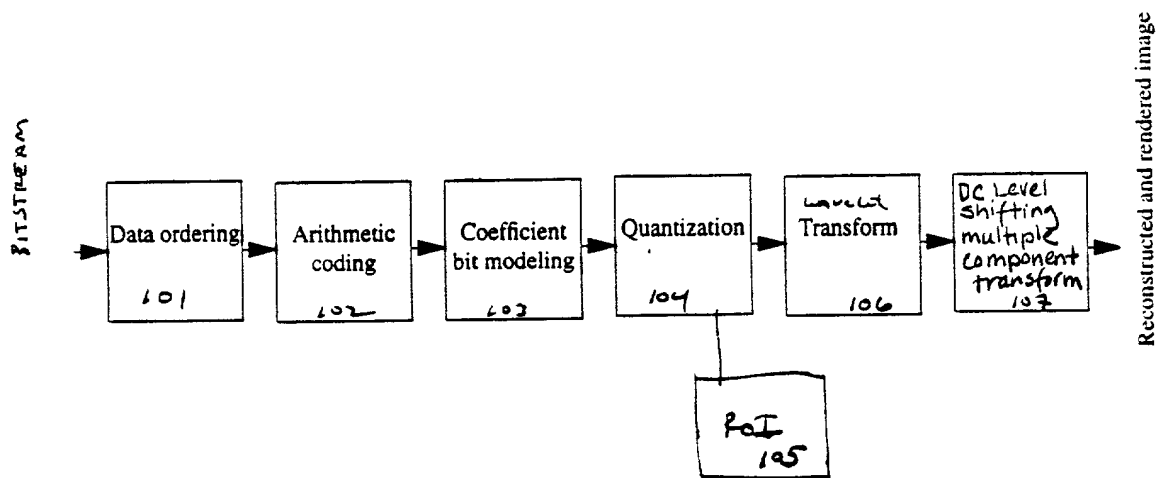 BITSTREAM
Data ordering
101
Arithmetic
coding
102
Coefficient
bit modeling
103
Quantization
104
wavelet
Transform
106
DC Level
shifting
multiple
component
transform
107
Reconstructed and rendered image
RoI
105